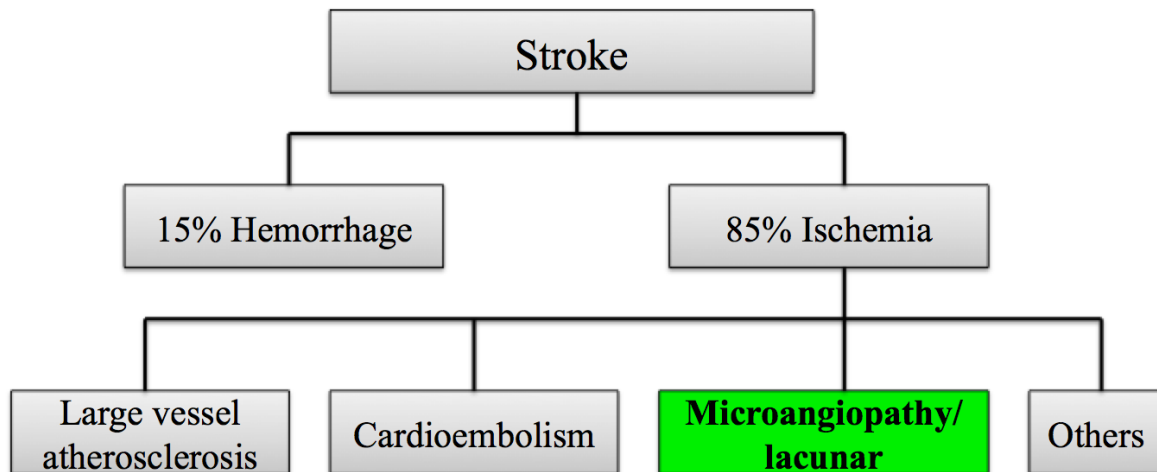 Stroke
15% Hemorrhage
85% Ischemia
Large vessel
atherosclerosis
Cardioembolism
Microangiopathy/
lacunar
Others